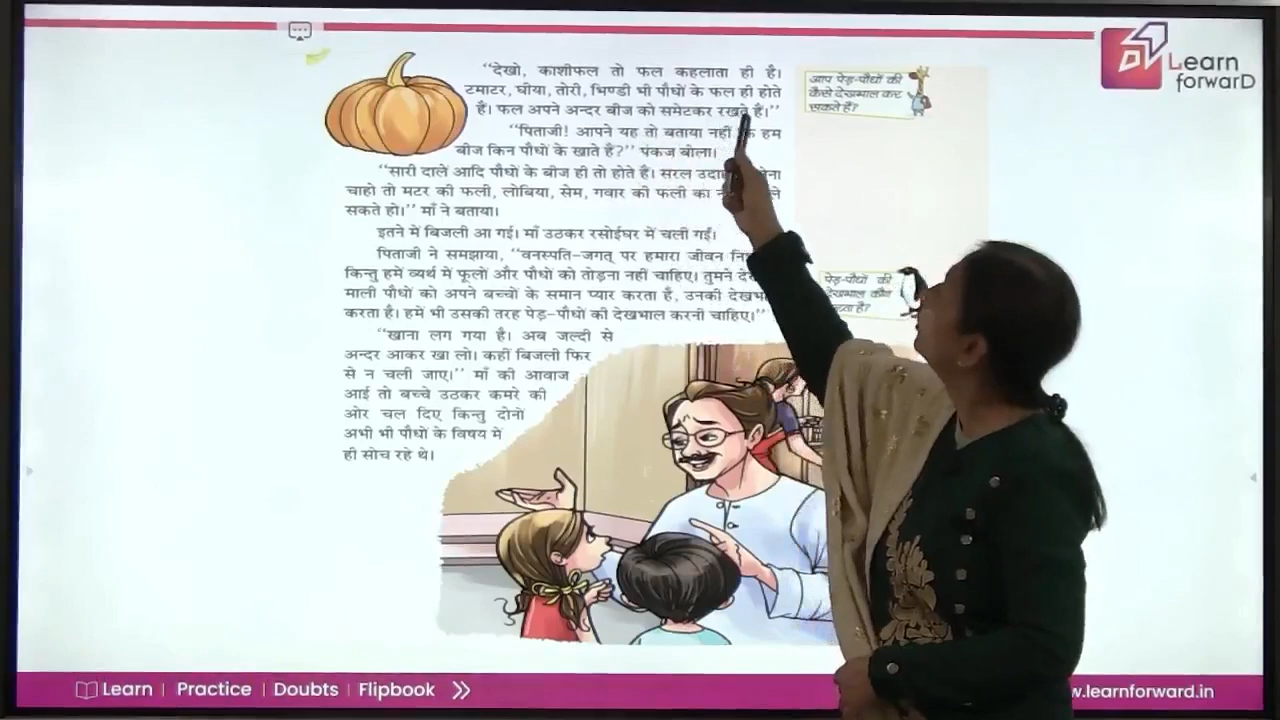 Learn
forwarD
“देखो, काशीफल तो फल कहलाता ही है।
टमाटर, घीया, तोरी, भिण्डी भी पौधों के फल ही होते
हैं। फल अपने अन्दर बीज को समेटकर रखते हैं।”
“पिताजी! आपने यह तो बताया नहीं हम
बीज किन पौधों के खाते हैं?” पंकज बोला।
“सारी दालें आदि पौधों के बीज ही तो होते हैं। सरल
चाहो तो मटर की फली, लोबिया, सेम, गवार की फली का
सकते हो।” माँ ने बताया।
इतने में बिजली आ गई। माँ उठकर रसोईघर में चली गईं।
पिताजी ने समझाया, “वनस्पति-जगत् पर हमारा जीवन
किन्तु हमें व्यर्थ में फूलों और पौधों को तोड़ना नहीं चाहिए। तुमने
माली पौधों को अपने बच्चों के समान प्यार करता है, उनकी
करता है। हमें भी उसकी तरह पेड़-पौधों की देखभाल करनी चाहिए।”
“खाना लग गया है। अब जल्दी से
अन्दर आकर खा लो। कहीं बिजली फिर
से न चली जाए।” माँ की आवाज
आई तो बच्चे उठकर कमरे की
ओर चल दिए किन्तु दोनों
अभी भी पौधों के विषय में
ही सोच रहे थे।
आप पेड़-पौधों की
कैसे देखभाल कर
सकते हैं?
पेड़-पौधों की
देखभाल कौन
है?
Learn | Practice | Doubts | Flipbook
w.learnforward.in